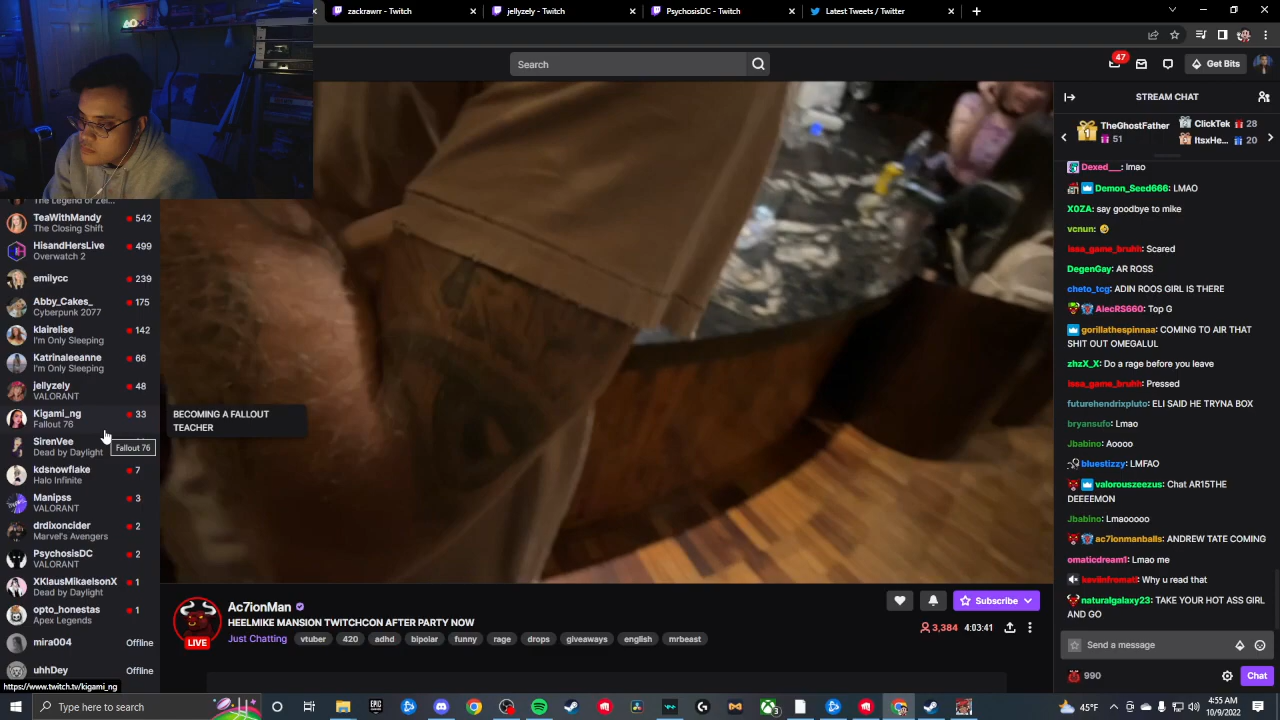 zackrawrr - Twitch
jellyzely - Twitch
PsychosisDC - Twitch
Latest Tweets / Twitter
Search
47
Get Bits
The Legend of Zel...
TeaWithMandy 542
The Closing Shift
HisandHersLive 499
Overwatch 2
emilycc 239
Abby_Cakes_ 175
Cyberpunk 2077
klairelise 142
I'm Only Sleeping
Katrinaleeanne 66
I'm Only Sleeping
jellyzely 48
VALORANT
Kigami_ng 33
Fallout 76
SirenVee
Dead by Daylight
Fallout 76
kdsnowflake 7
Halo Infinite
Manipss 3
VALORANT
drdixoncider 2
Marvel's Avengers
PsychosisDC 2
VALORANT
XKlausMikaelsonX 1
Dead by Daylight
opto_honestas 1
Apex Legends
mira004 Offline
uhhDey Offline
https://www.twitch.tv/kigami_ng
BECOMING A FALLOUT
TEACHER
LIVE
Ac7ionMan
HEELMIKE MANSION TWITCHCON AFTER PARTY NOW
Just Chatting vtuber 420 adhd bipolar funny rage drops giveaways english mrbeast
Subscribe
3,384 4:03:41
STREAM CHAT
1
TheGhostFather
51
ClickTek 28
ItsxHe... 20
Dexed___: lmao
Demon_Seed666: LMAO
X0ZA: say goodbye to mike
vcnun:
issa_game_bruhh: Scared
DegenGay: AR ROSS
cheto_tcg: ADIN ROOS GIRL IS THERE
AlecRS660: Top G
gorillathespinnaa: COMING TO AIR THAT
SHIT OUT OMEGALUL
zhzX_X: Do a rage before you leave
issa_game_bruhh: Pressed
futurehendrixpluto: ELI SAID HE TRYNA BOX
bryansufo: Lmao
Jbabino: Aoooo
bluestizzy: LMFAO
valorouszeezus: Chat AR15THE
DEEEEMON
Jbabino: Lmaooooo
ac7ionmanballs: ANDREW TATE COMING
omaticdream1: Lmao me
keviinfromatl: Why u read that
naturalgalaxy23: TAKE YOUR HOT ASS GIRL
AND GO
Send a message
990
Chat
Type here to search
3
45°F
4:55 AM
10/9/2022